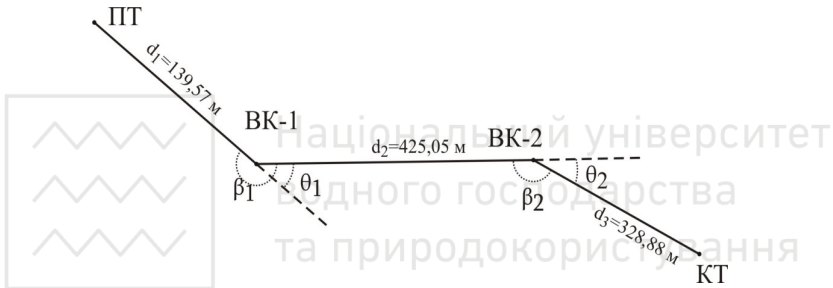 ПТ
d₁=139,57 м
ВК-1
Національний університет
ВК-2
d₂=425,05 м
β₁
θ₁
β₂
θ₂
водного господарства
d₃=328,88 м
та природокористування
КТ